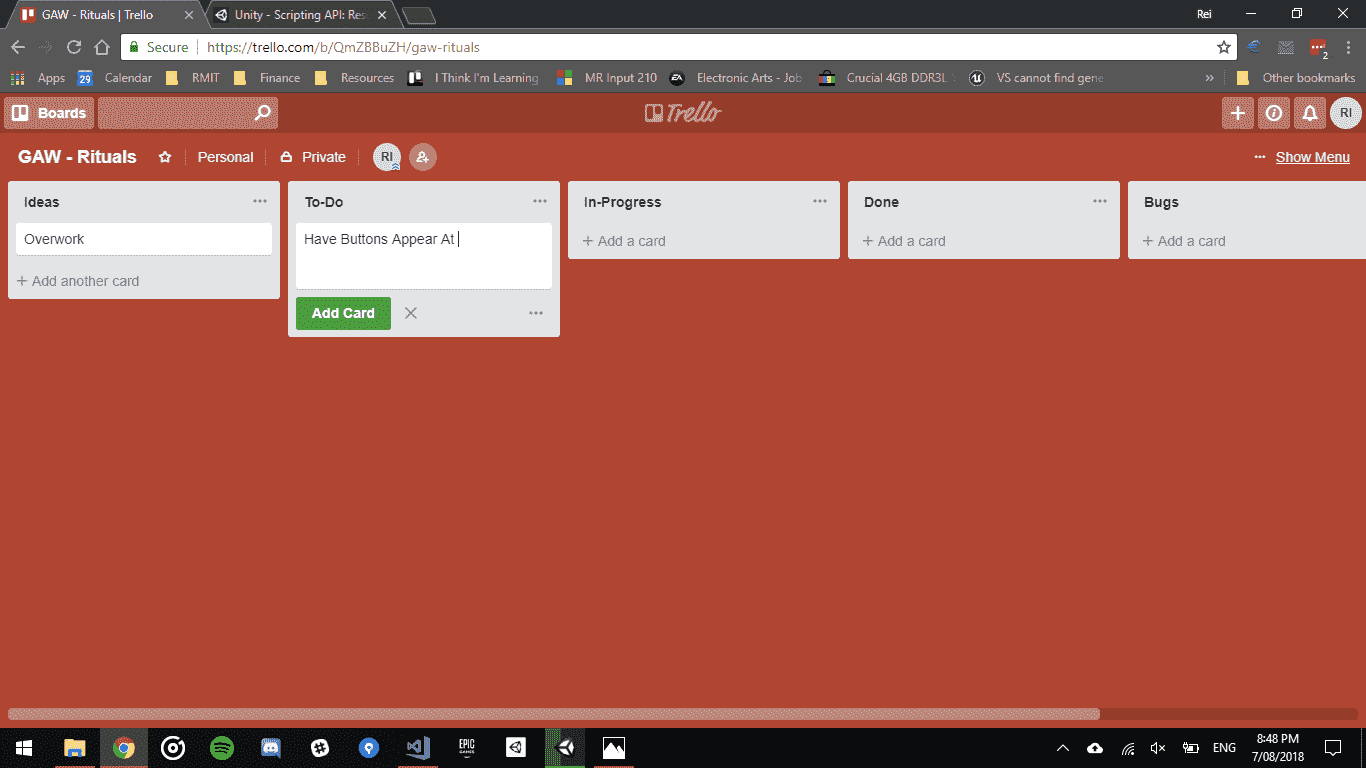 GAW - Rituals | Trello
Unity - Scripting API: Res
Rei
Secure
https://trello.com/b/QmZBBuZH/gaw-rituals
2
Apps
29
Calendar
RMIT
Finance
Resources
I Think I'm Learning
MR Input 210
EA
Electronic Arts - Job
Crucial 4GB DDR3L
VS cannot find gene
»
Other bookmarks
Boards
Trello
RI
GAW - Rituals
Personal
Private
RI
Show Menu
Ideas
To-Do
In-Progress
Done
Bugs
Overwork
Have Buttons Appear At
+ Add a card
+ Add a card
+ Add a card
+ Add another card
Add Card
EPIC
GAMES
ENG
8:48 PM
7/08/2018